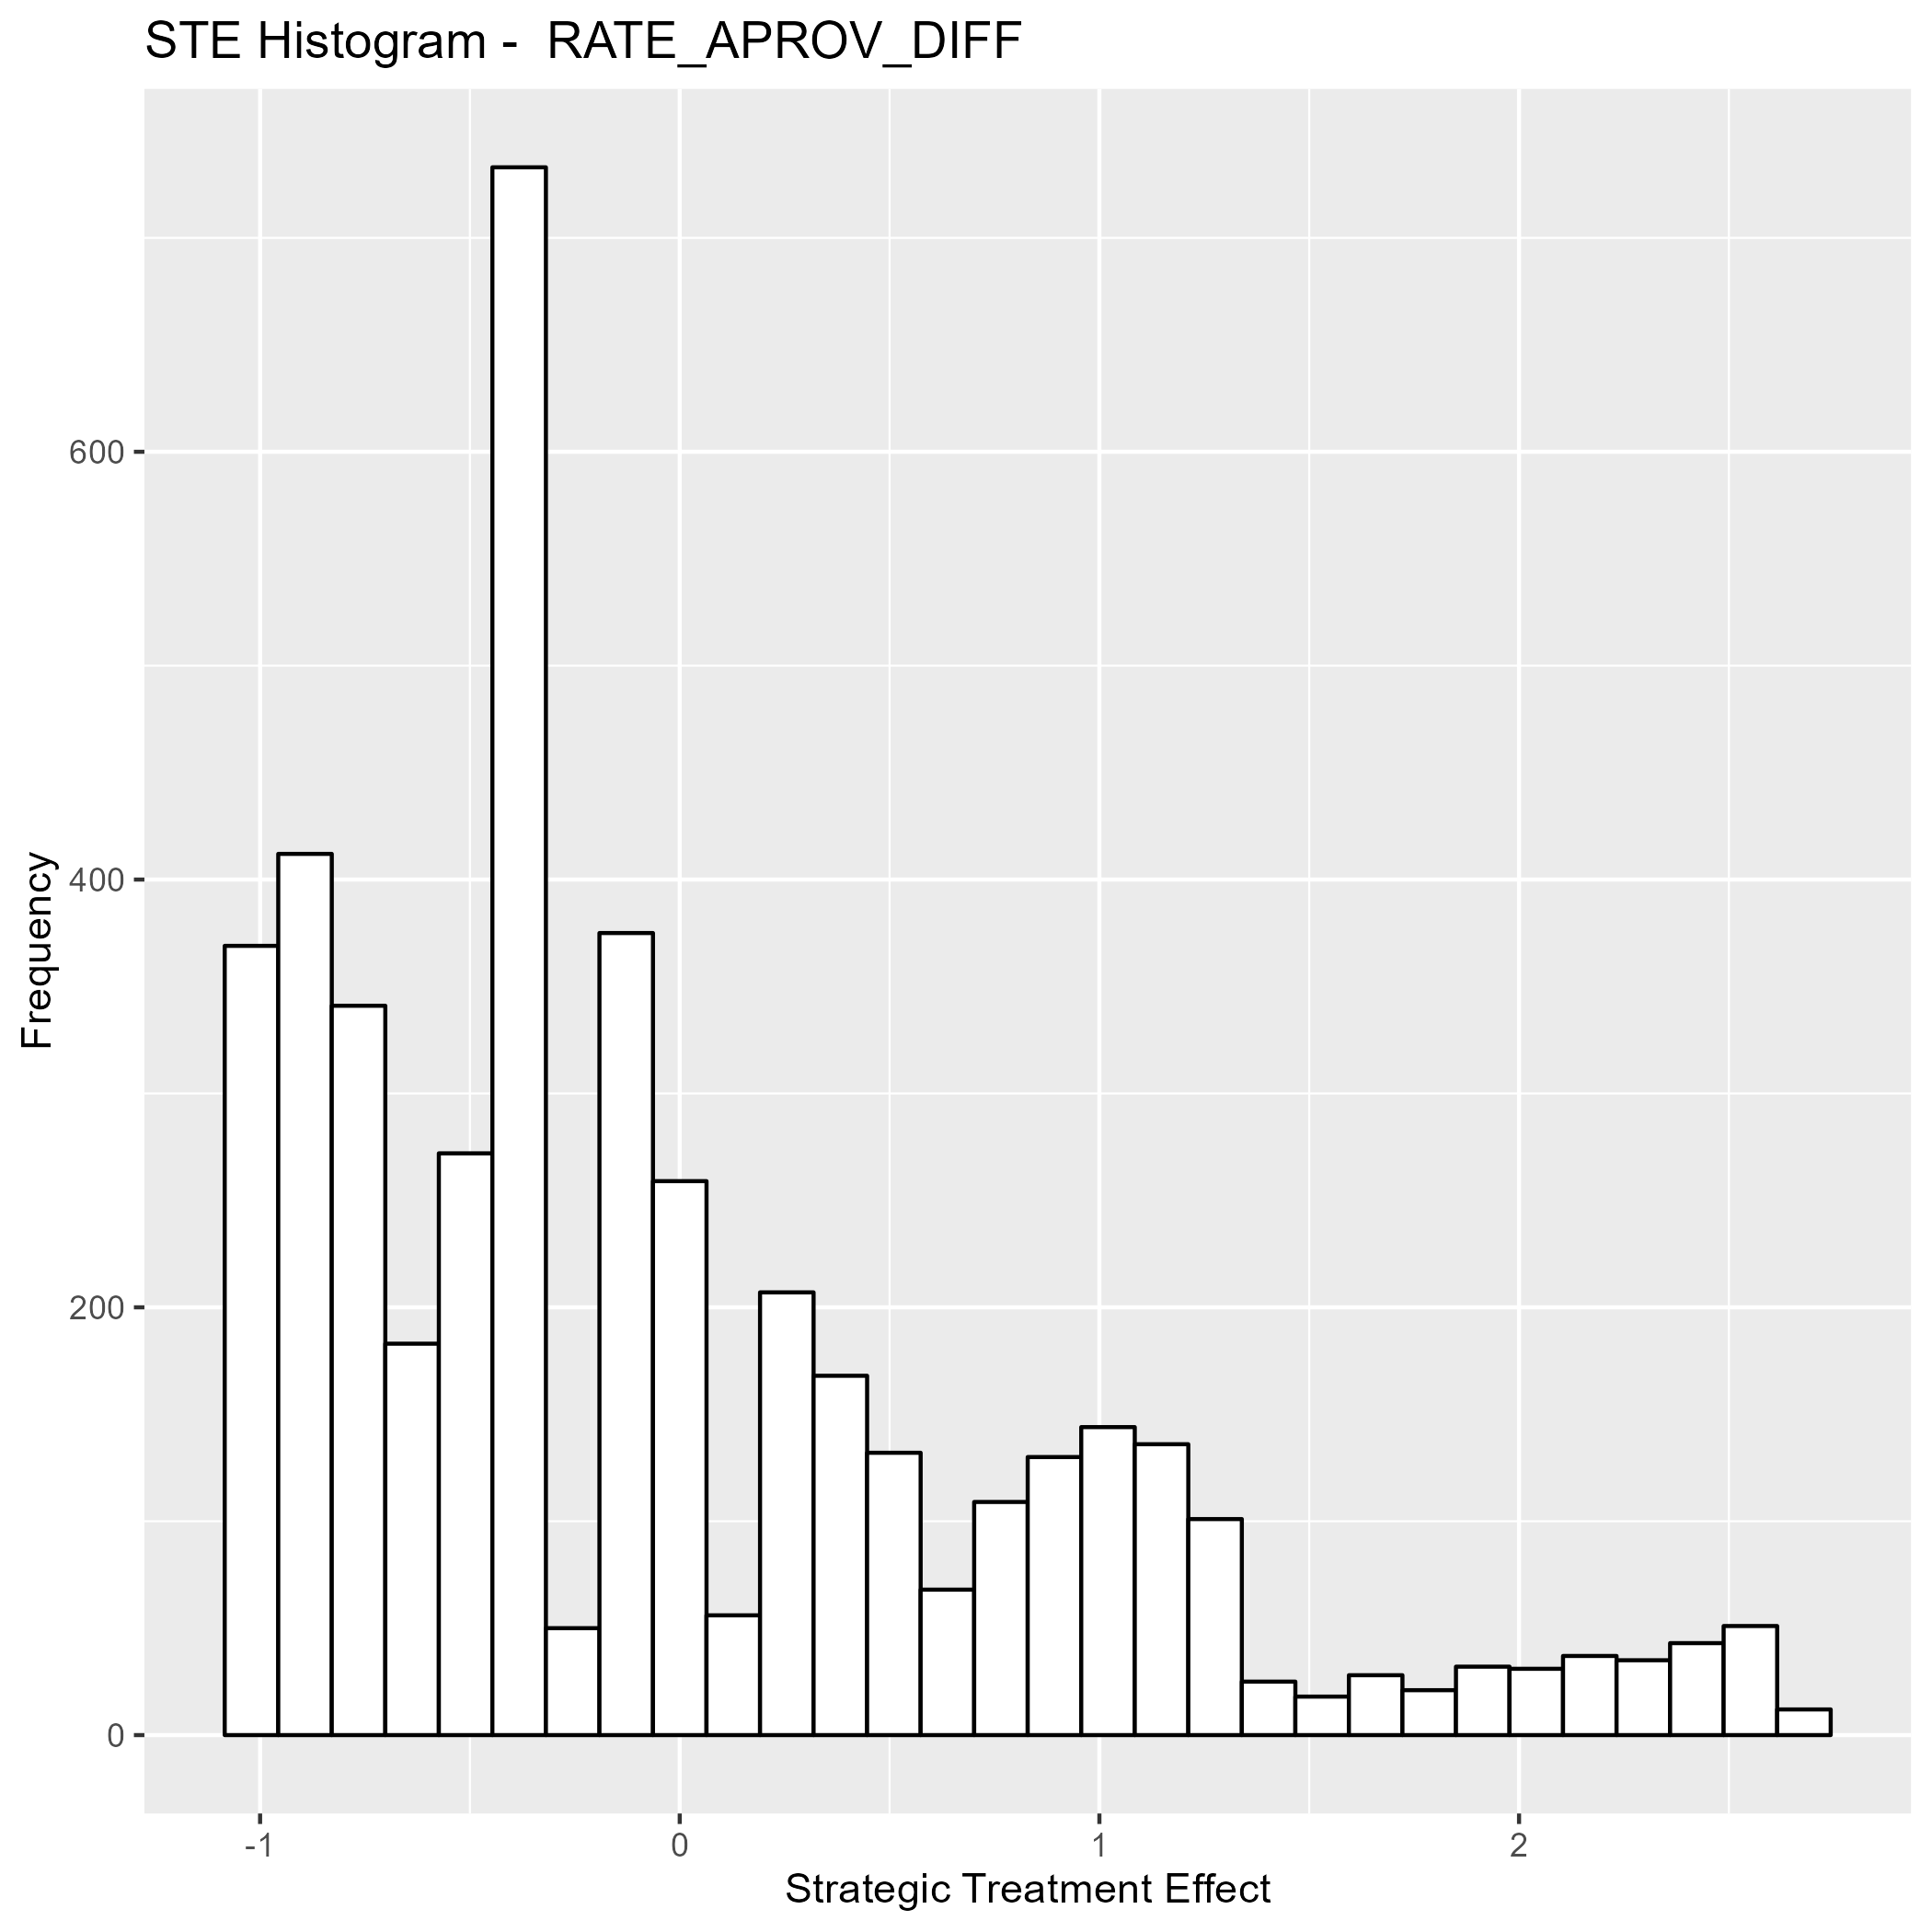 STE Histogram -  RATE_APROV_DIFF
Frequency
600
400
200
0
-1
0
1
2
Strategic Treatment Effect